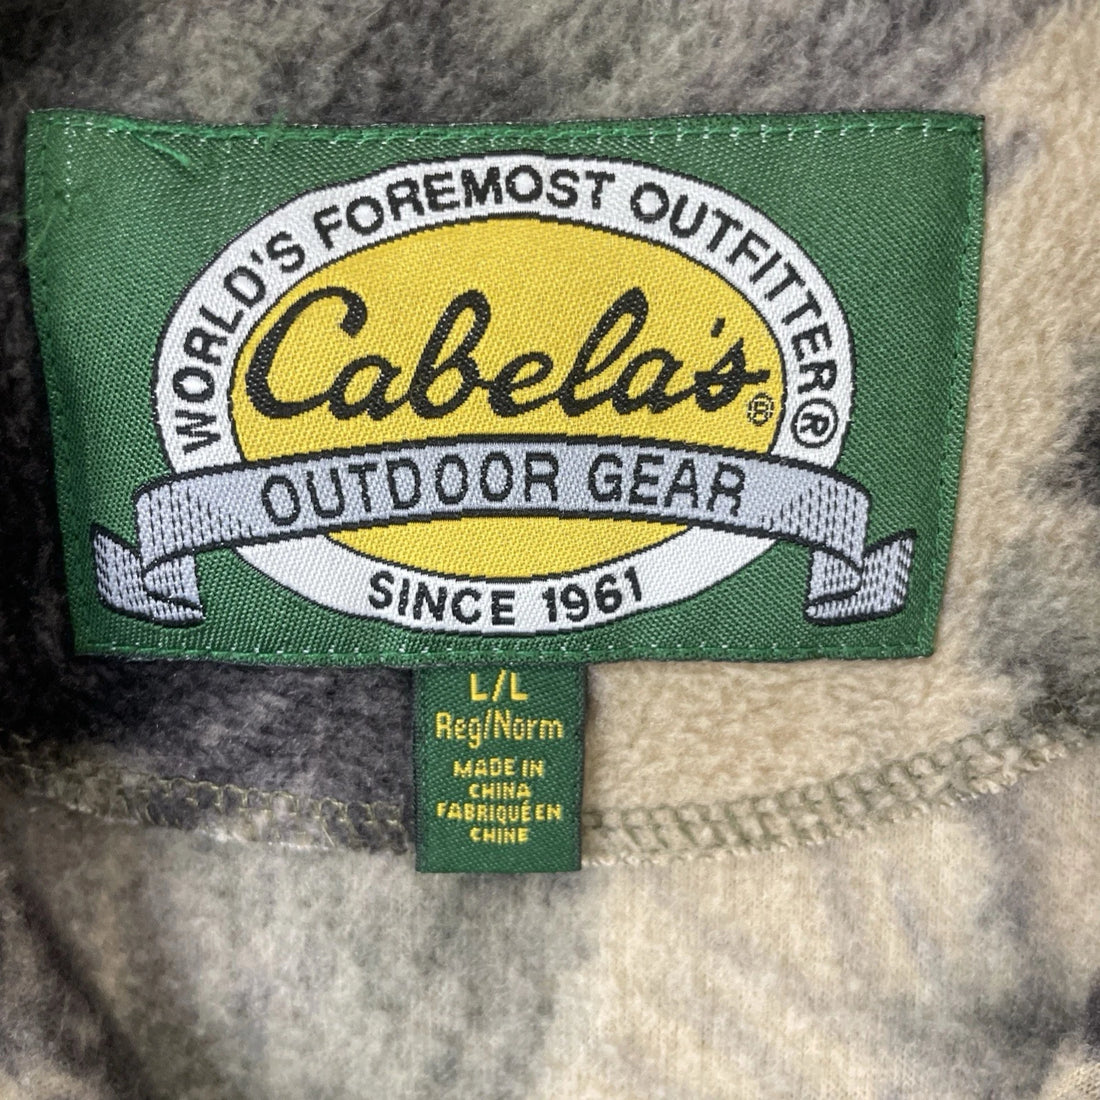 WORLD'S FOREMOST OUTFITTER®
Cabela's®
OUTDOOR GEAR
SINCE 1961
L/L
Reg/Norm
MADE IN
CHINA
FABRIQUÉ EN
CHINE